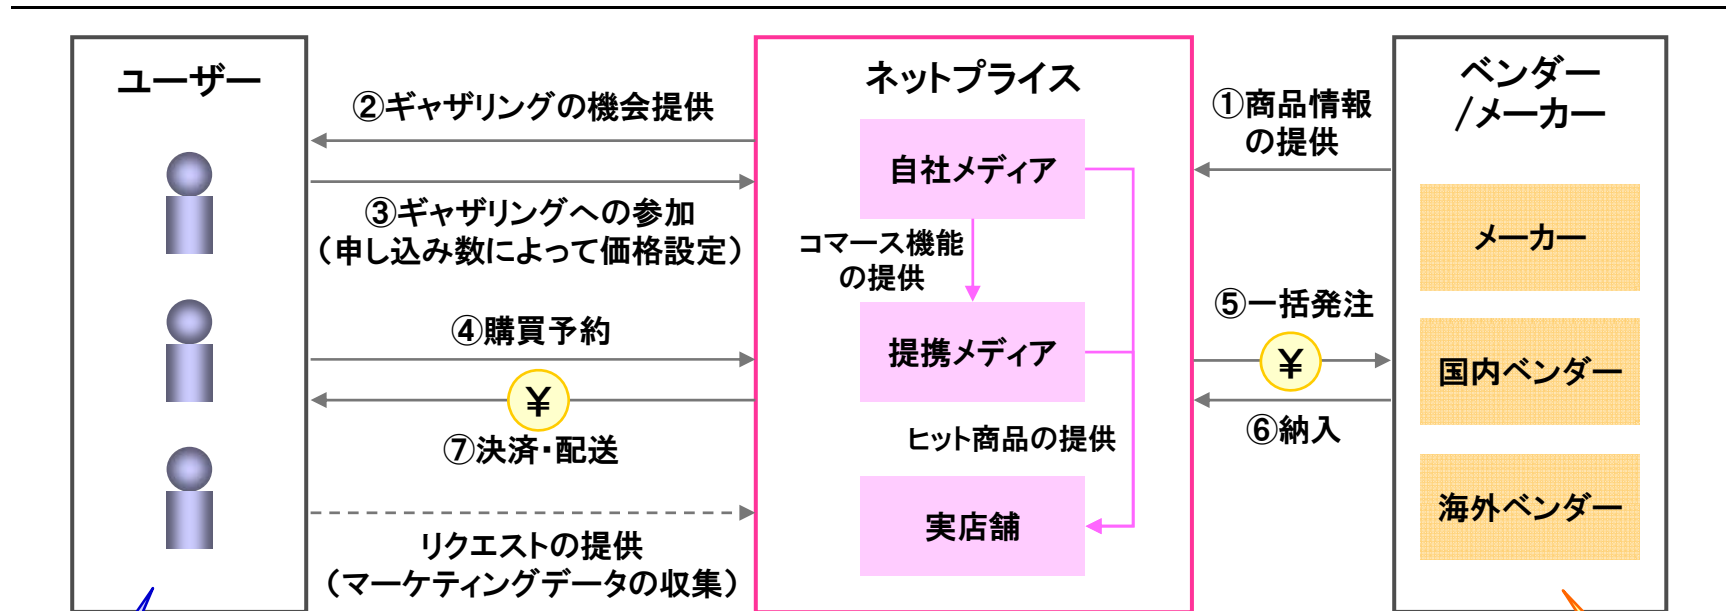 ユーザー
②ギャザリングの機会提供
③ギャザリングへの参加
（申し込み数によって価格設定）
④購買予約
¥
⑦決済・配送
リクエストの提供
（マーケティングデータの収集）
ネットプライス
自社メディア
コマース機能
の提供
提携メディア
ヒット商品の提供
実店舗
①商品情報
の提供
⑤一括発注
¥
⑥納入
ベンダー
/メーカー
メーカー
国内ベンダー
海外ベンダー